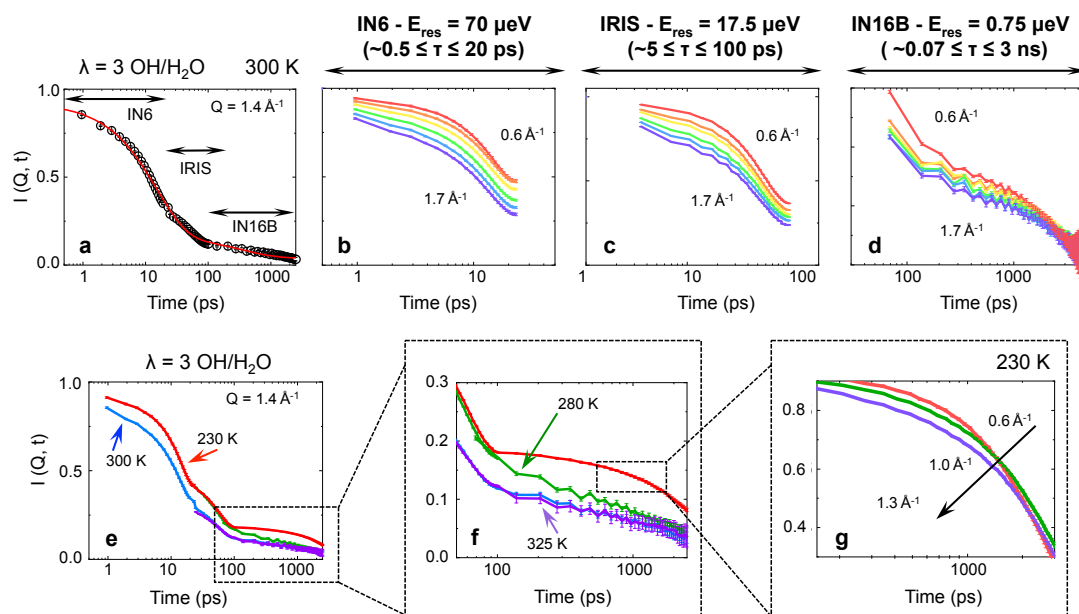 IN6 - Eres = 70 µeV
(~0.5 ≤ τ ≤ 20 ps)
IRIS - Eres = 17.5 µeV
(~5 ≤ τ ≤ 100 ps)
IN16B - Eres = 0.75 µeV
( ~0.07 ≤ τ ≤ 3 ns)
λ = 3 OH/H2O 300 K
I (Q, t)
1.0
0.5
0.0
Q = 1.4 Å-1
IN6
IRIS
IN16B
a
1 10 100 1000
Time (ps)
0.6 Å-1
1.7 Å-1
b
1 10
Time (ps)
0.6 Å-1
1.7 Å-1
c
10 100
Time (ps)
0.6 Å-1
1.7 Å-1
d
100 1000
Time (ps)
λ = 3 OH/H2O
I (Q, t)
1.0
0.5
0.0
Q = 1.4 Å-1
300 K
230 K
e
1 10 100 1000
Time (ps)
0.3
0.2
0.1
0.0
280 K
325 K
f
100 1000
Time (ps)
230 K
0.8
0.6
0.4
0.6 Å-1
1.0 Å-1
1.3 Å-1
g
1000
Time (ps)